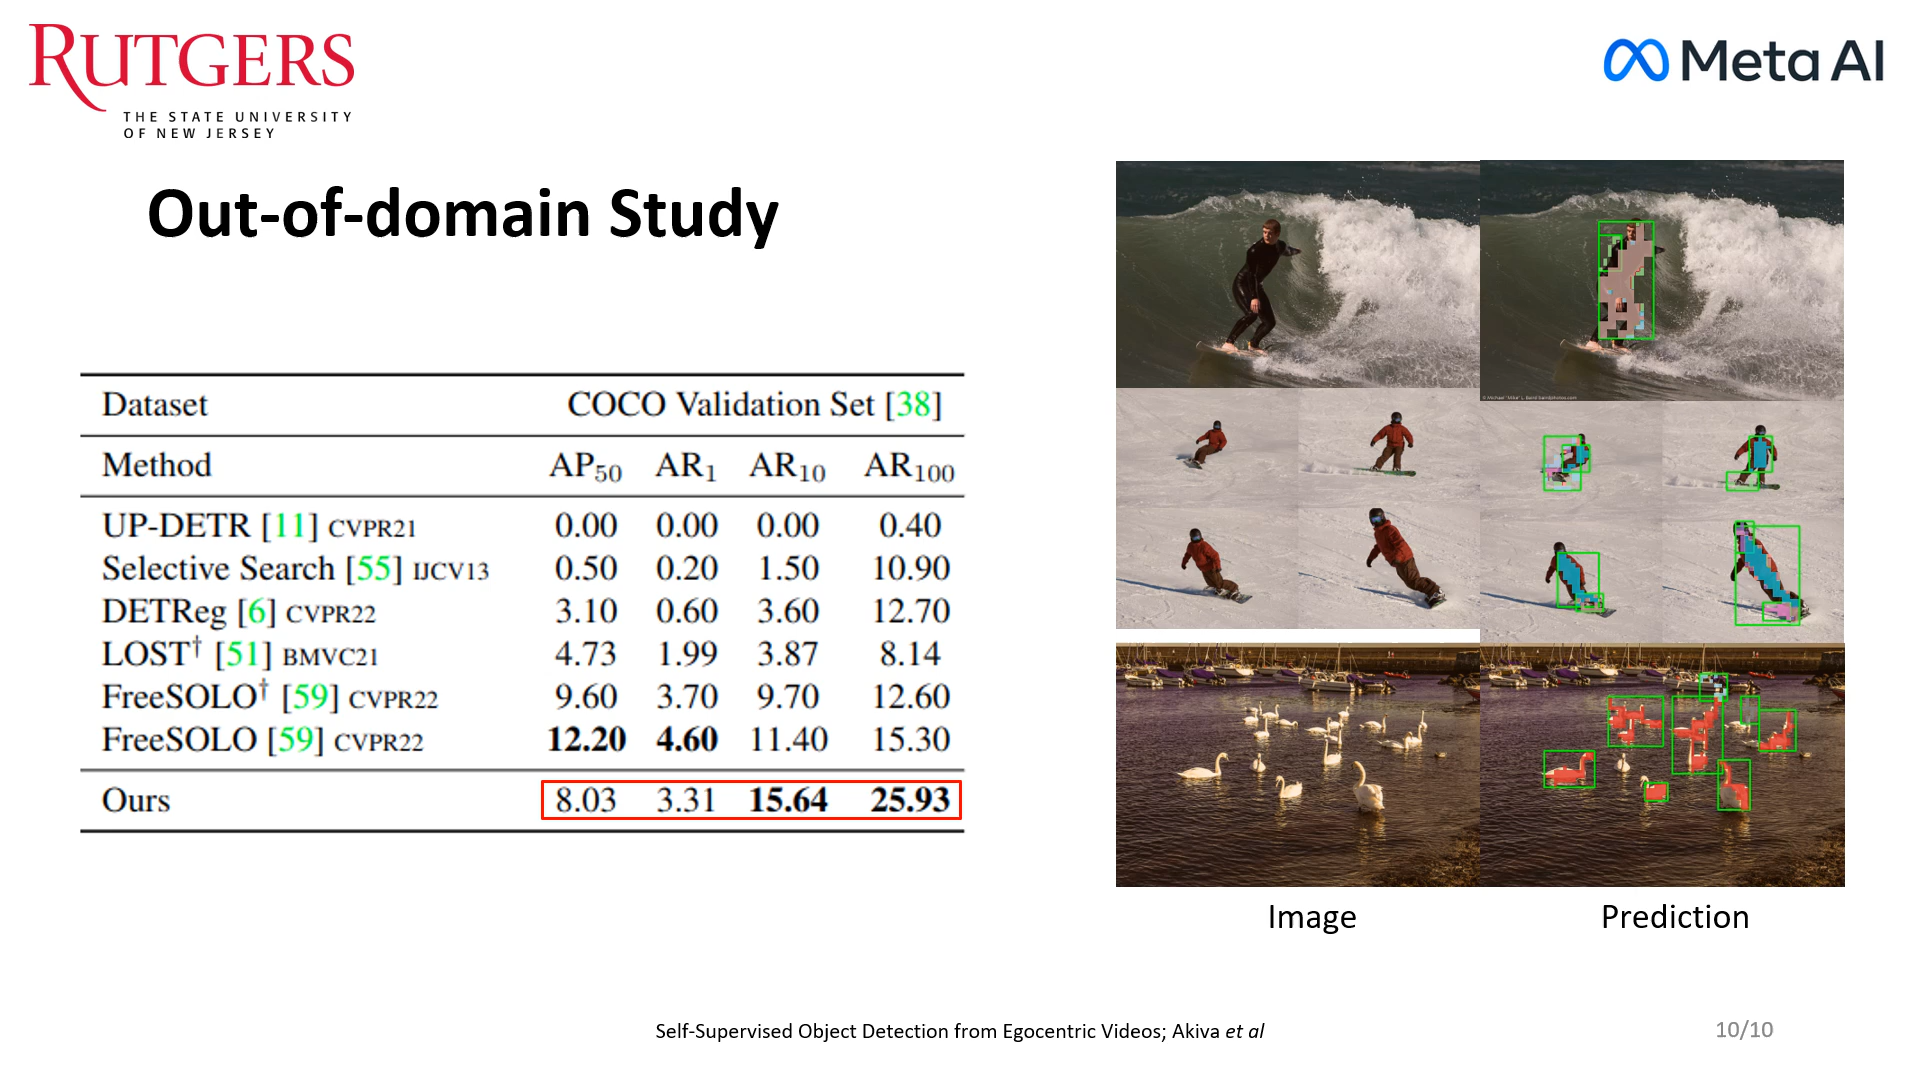 RUTGERS
THE STATE UNIVERSITY
OF NEW JERSEY
Meta AI
Out-of-domain Study
Dataset COCO Validation Set [38]
Method AP50 AR1 AR10 AR100
UP-DETR [11] CVPR21 0.00 0.00 0.00 0.40
Selective Search [55] IJCV13 0.50 0.20 1.50 10.90
DETReg [6] CVPR22 3.10 0.60 3.60 12.70
LOST† [51] BMVC21 4.73 1.99 3.87 8.14
FreeSOLO† [59] CVPR22 9.60 3.70 9.70 12.60
FreeSOLO [59] CVPR22 12.20 4.60 11.40 15.30
Ours 8.03 3.31 15.64 25.93
Image Prediction
Self-Supervised Object Detection from Egocentric Videos; Akiva et al
10/10